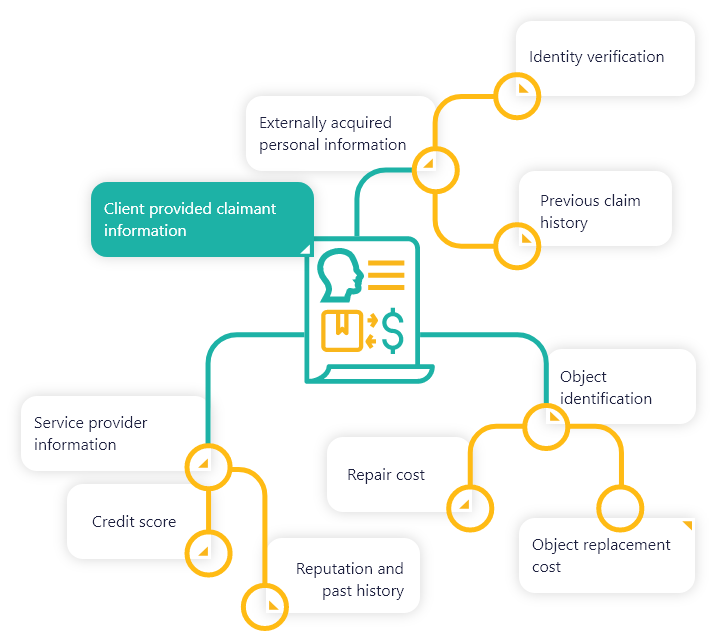 Identity verification
Externally acquired
personal information
Client provided claimant
information
Previous claim
history
$
Object
identification
Service provider
information
Repair cost
Credit score
Object replacement
cost
Reputation and
past history